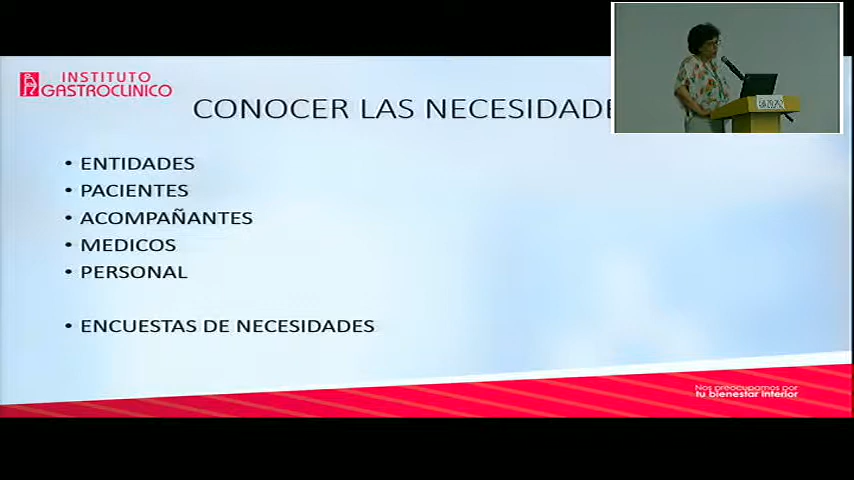 INSTITUTO
GASTROCLINICO
CONOCER LAS NECESIDADE
• ENTIDADES
• PACIENTES
• ACOMPAÑANTES
• MEDICOS
• PERSONAL
• ENCUESTAS DE NECESIDADES
Nos preocupamos por
tu bienestar interior